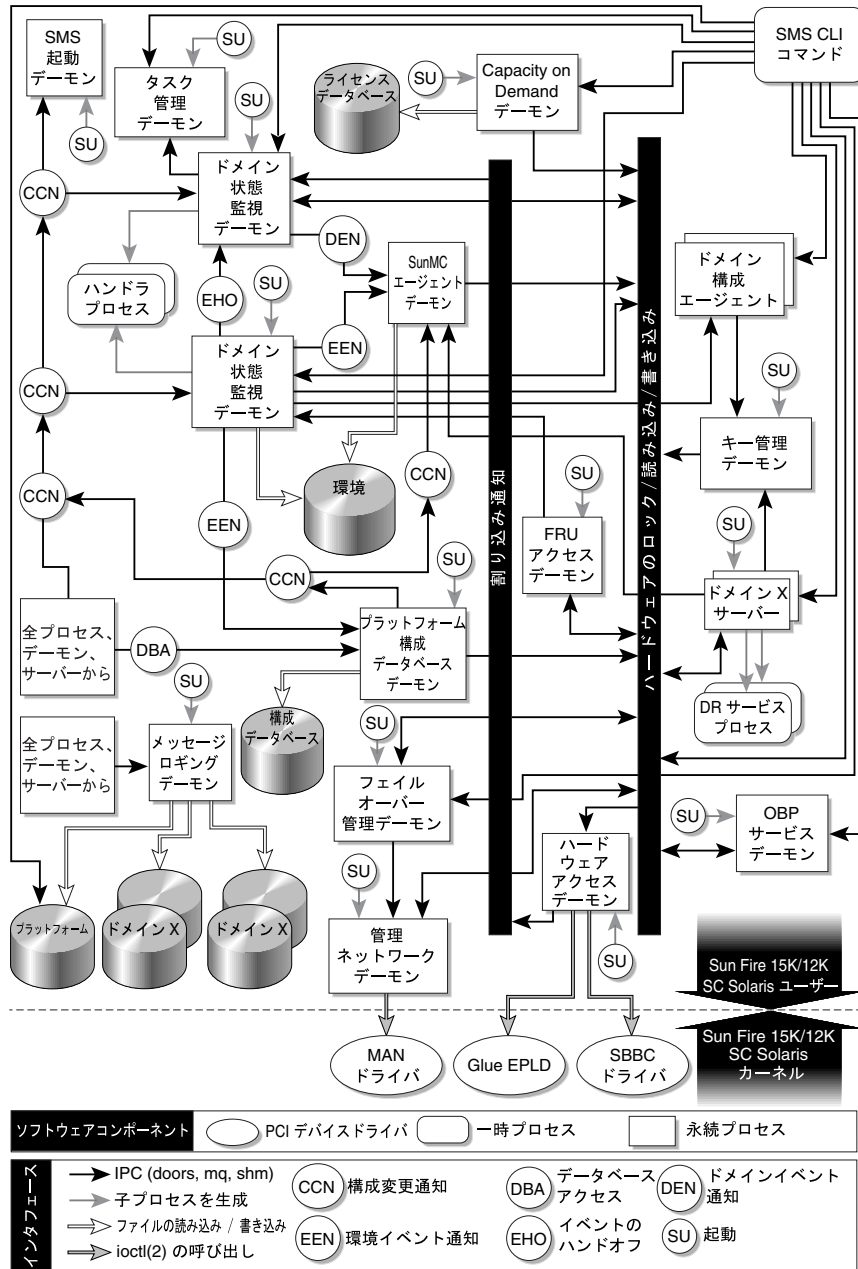 SMS
起動
デーモン
SU
SU
タスク
管理
デーモン
SU
ライセンス
データベース
SU
Capacity on
Demand
デーモン
SMS CLI
コマンド
CCN
ドメイン
状態
監視
デーモン
DEN
SunMC
エージェント
デーモン
ハンドラ
プロセス
EHO
SU
EEN
ドメイン
構成
エージェント
CCN
ドメイン
状態
監視
デーモン
割り込み通知
ハードウェアのロック/読み込み/書き込み
SU
キー管理
デーモン
CCN
EEN
環境
CCN
SU
FRU
アクセス
デーモン
SU
ドメイン X
サーバー
CCN
SU
全プロセス、
デーモン、
サーバーから
DBA
プラットフォーム
構成
データベース
デーモン
DR サービス
プロセス
SU
構成
データベース
全プロセス、
デーモン、
サーバーから
メッセージ
ロギング
デーモン
SU
フェイル
オーバー
管理デーモン
SU
OBP
サービス
デーモン
ハード
ウェア
アクセス
デーモン
SU
SU
プラットフォーム
ドメイン X
ドメイン X
管理
ネットワーク
デーモン
Sun Fire 15K/12K
SC Solaris ユーザー
MAN
ドライバ
Glue EPLD
SBBC
ドライバ
Sun Fire 15K/12K
SC Solaris
カーネル
ソフトウェアコンポーネント
PCI デバイスドライバ
一時プロセス
永続プロセス
インタフェース
IPC (doors, mq, shm)
子プロセスを生成
ファイルの読み込み / 書き込み
ioctl(2) の呼び出し
CCN
構成変更通知
EEN
環境イベント通知
DBA
データベース
アクセス
EHO
イベントの
ハンドオフ
DEN
ドメインイベント
通知
SU
起動